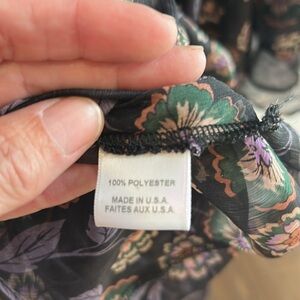 100% POLYESTER
MADE IN U.S.A.
FAITES AUX U.S.A